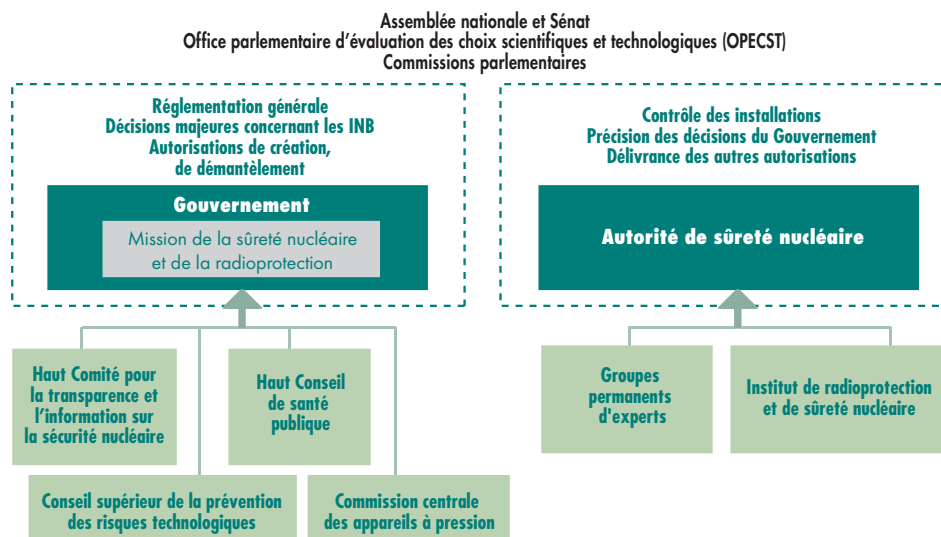 Assemblée nationale et Sénat
Office parlementaire d'évaluation des choix scientifiques et technologiques (OPECST)
Commissions parlementaires
Réglementation générale
Décisions majeures concernant les INB
Autorisations de création,
de démantèlement
Gouvernement
Mission de la sûreté nucléaire
et de la radioprotection
Contrôle des installations
Précision des décisions du Gouvernement
Délivrance des autres autorisations
Autorité de sûreté nucléaire
Haut Comité pour
la transparence et
l'information sur
la sécurité nucléaire
Haut Conseil
de santé
publique
Groupes
permanents
d'experts
Institut de radioprotection
et de sûreté nucléaire
Conseil supérieur de la prévention
des risques technologiques
Commission centrale
des appareils à pression